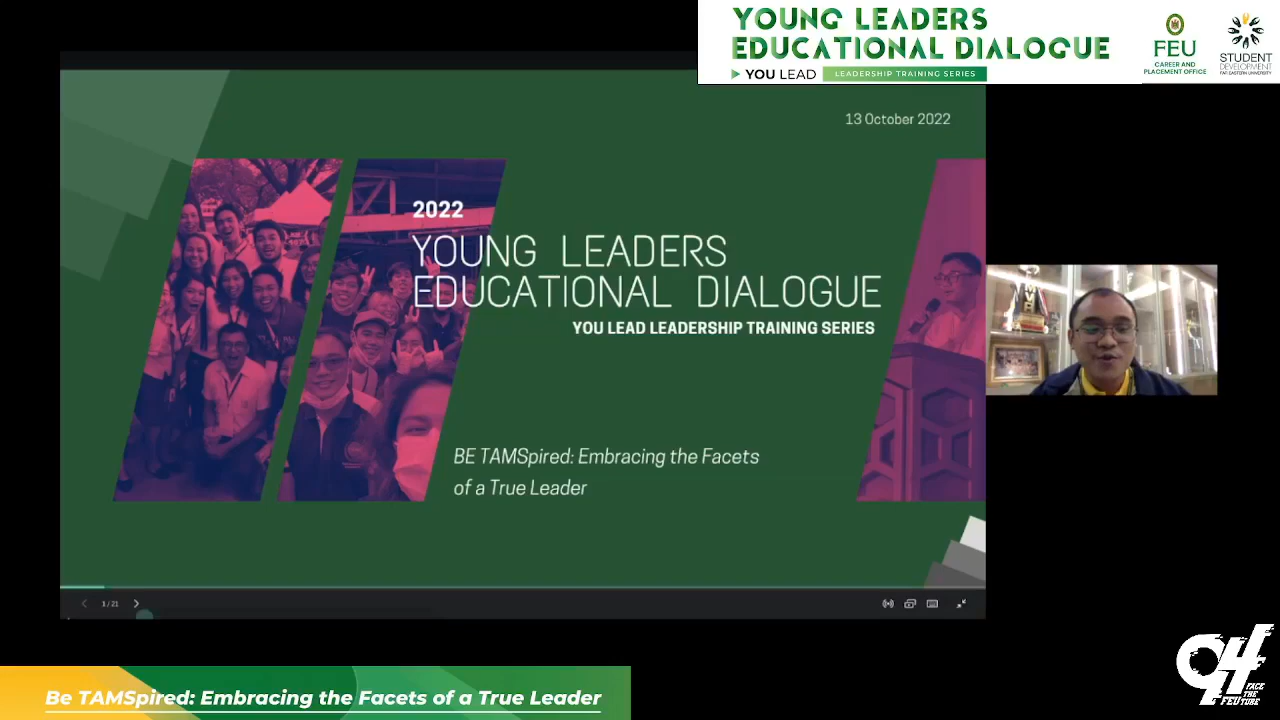 YOUNG LEADERS
EDUCATIONAL DIALOGUE
YOU LEAD LEADERSHIP TRAINING SERIES
FEU
CAREER AND
PLACEMENT OFFICE
STUDENT
DEVELOPMENT
FAR EASTERN UNIVERSITY
13 October 2022
2022
YOUNG LEADERS
EDUCATIONAL DIALOGUE
YOU LEAD LEADERSHIP TRAINING SERIES
BE TAMSpired: Embracing the Facets
of a True Leader
1 / 21
Be TAMSpired: Embracing the Facets of a True Leader
94
FACE
THE
FEUTURE